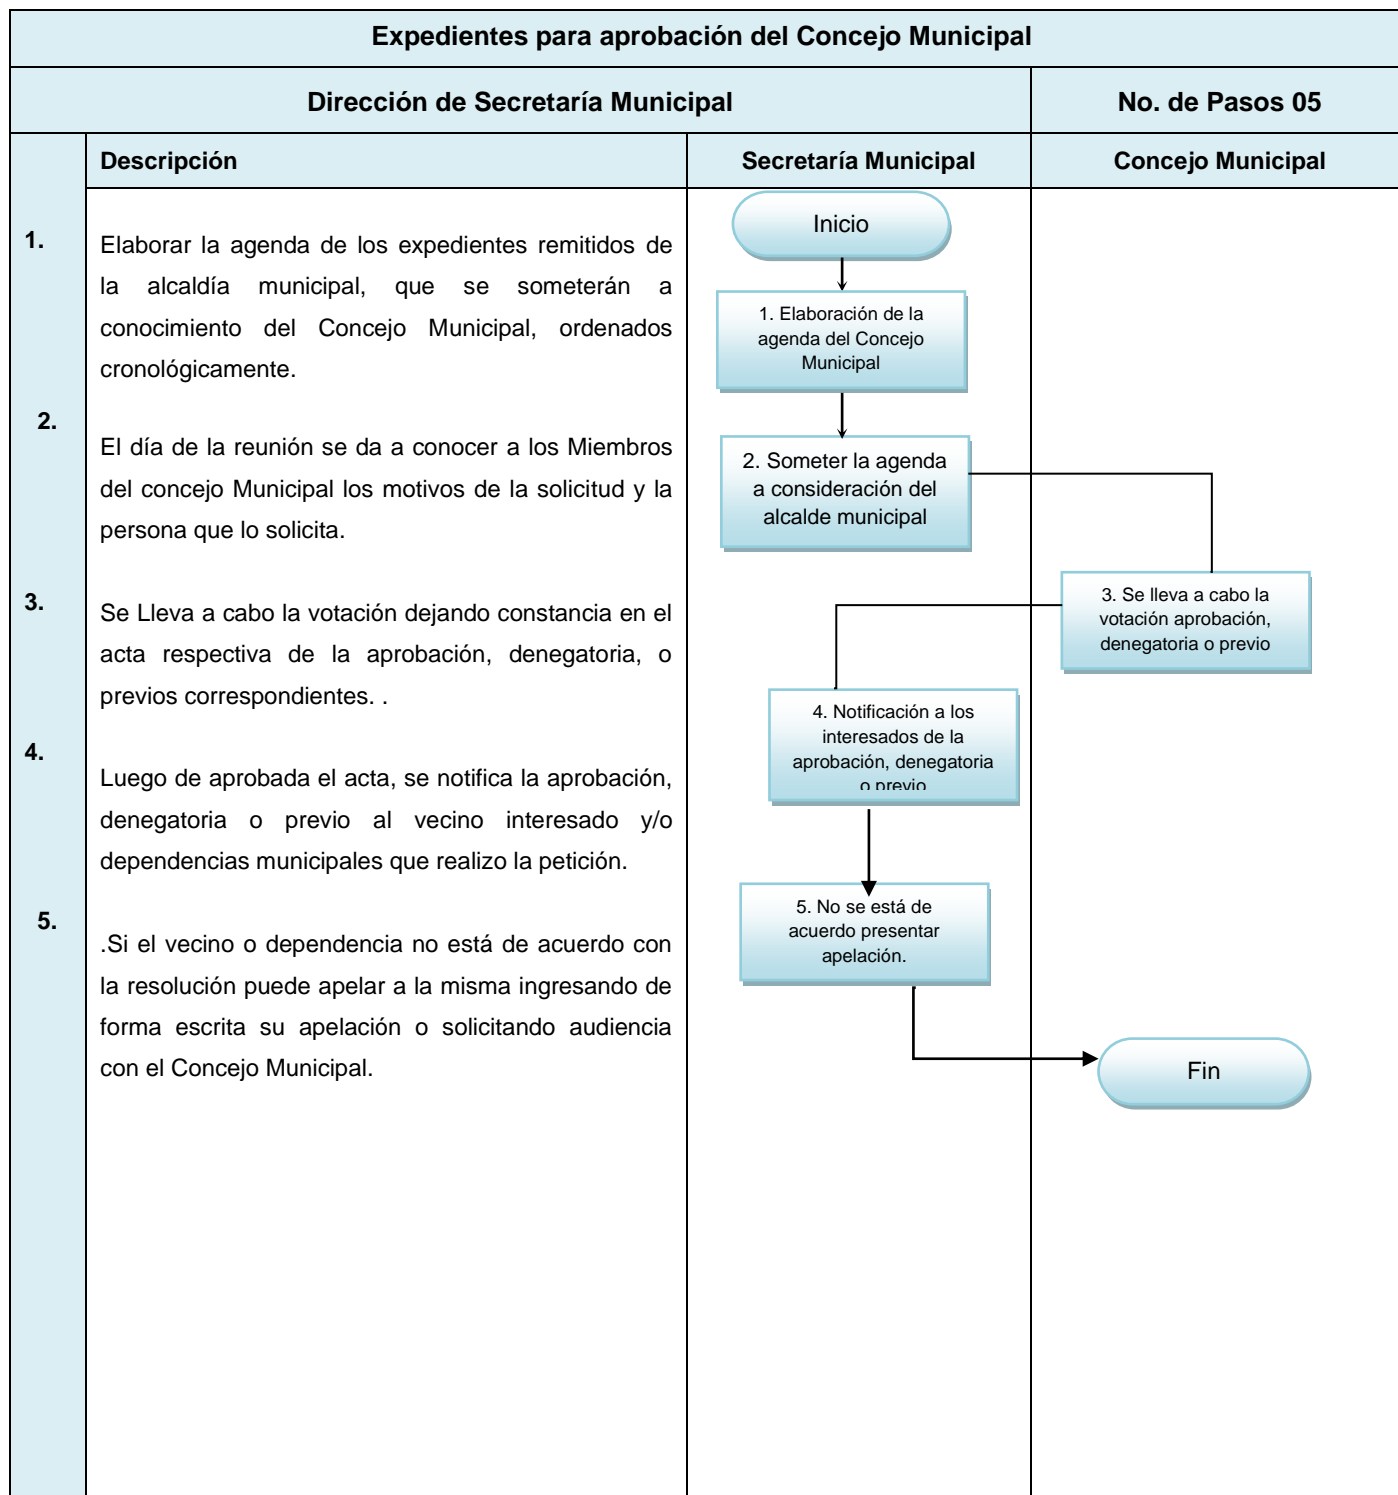 Expedientes para aprobación del Concejo Municipal
Dirección de Secretaría Municipal
No. de Pasos 05
Descripción
Secretaría Municipal
Concejo Municipal
1.
Elaborar la agenda de los expedientes remitidos de
la alcaldía municipal, que se someterán a
conocimiento del Concejo Municipal, ordenados
cronológicamente.
2.
El día de la reunión se da a conocer a los Miembros
del concejo Municipal los motivos de la solicitud y la
persona que lo solicita.
3.
Se Lleva a cabo la votación dejando constancia en el
acta respectiva de la aprobación, denegatoria, o
previos correspondientes. .
4.
Luego de aprobada el acta, se notifica la aprobación,
denegatoria o previo al vecino interesado y/o
dependencias municipales que realizo la petición.
5.
.Si el vecino o dependencia no está de acuerdo con
la resolución puede apelar a la misma ingresando de
forma escrita su apelación o solicitando audiencia
con el Concejo Municipal.
Inicio
1. Elaboración de la
agenda del Concejo
Municipal
2. Someter la agenda
a consideración del
alcalde municipal
3. Se lleva a cabo la
votación aprobación,
denegatoria o previo
4. Notificación a los
interesados de la
aprobación, denegatoria
o previo
5. No se está de
acuerdo presentar
apelación.
Fin